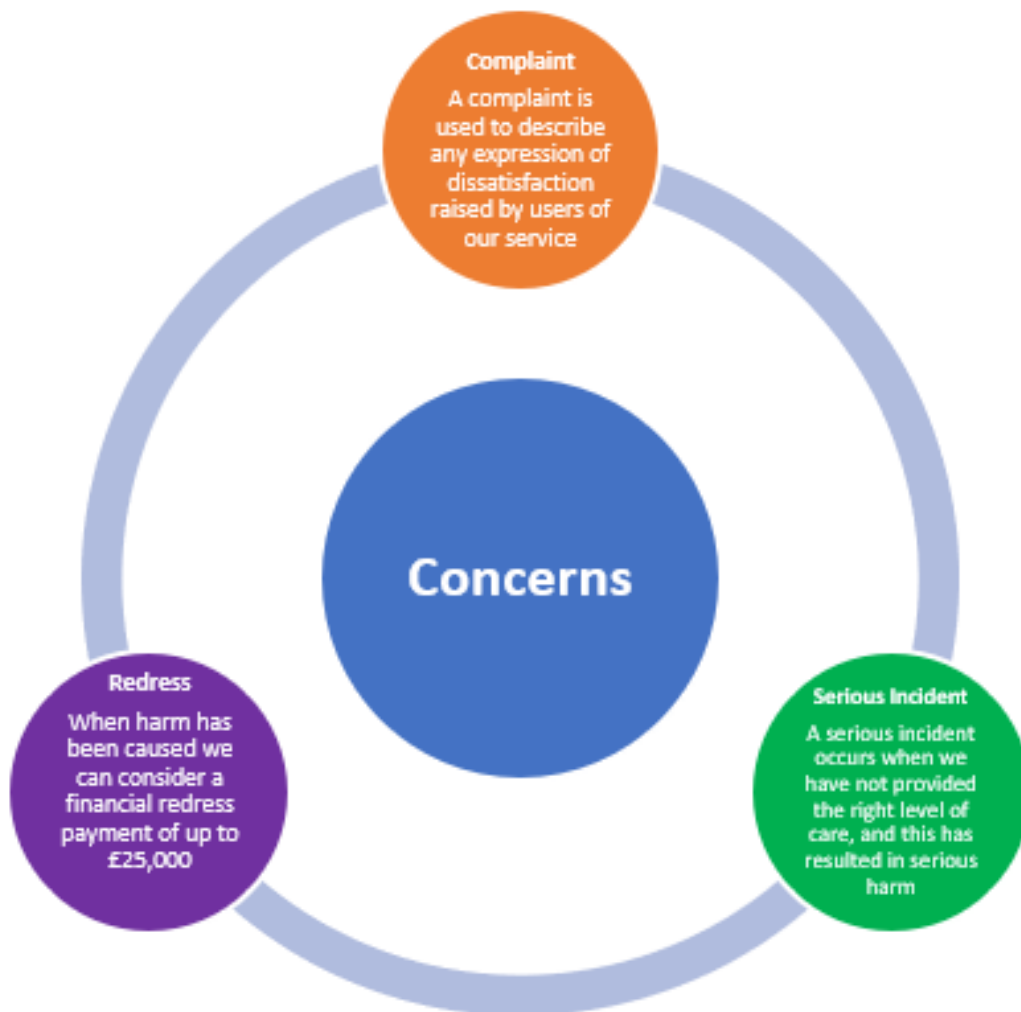 Complaint
A complaint is
used to describe
any expression of
dissatisfaction
raised by users of
our service
Concerns
Redress
When harm has
been caused we
can consider a
financial redress
payment of up to
£25,000
Serious Incident
A serious incident
occurs when we
have not provided
the right level of
care, and this has
resulted in serious
harm